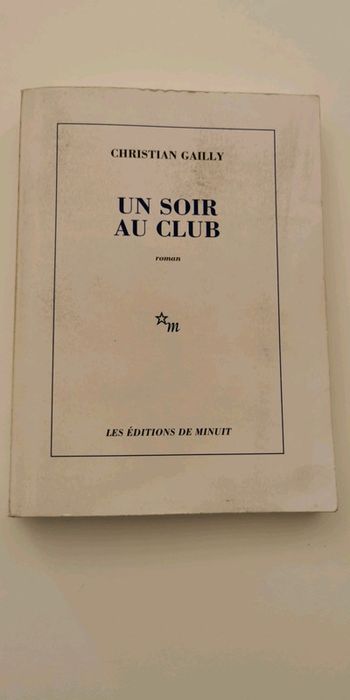 CHRISTIAN GAILLY
UN SOIR
AU CLUB
roman
m
LES ÉDITIONS DE MINUIT